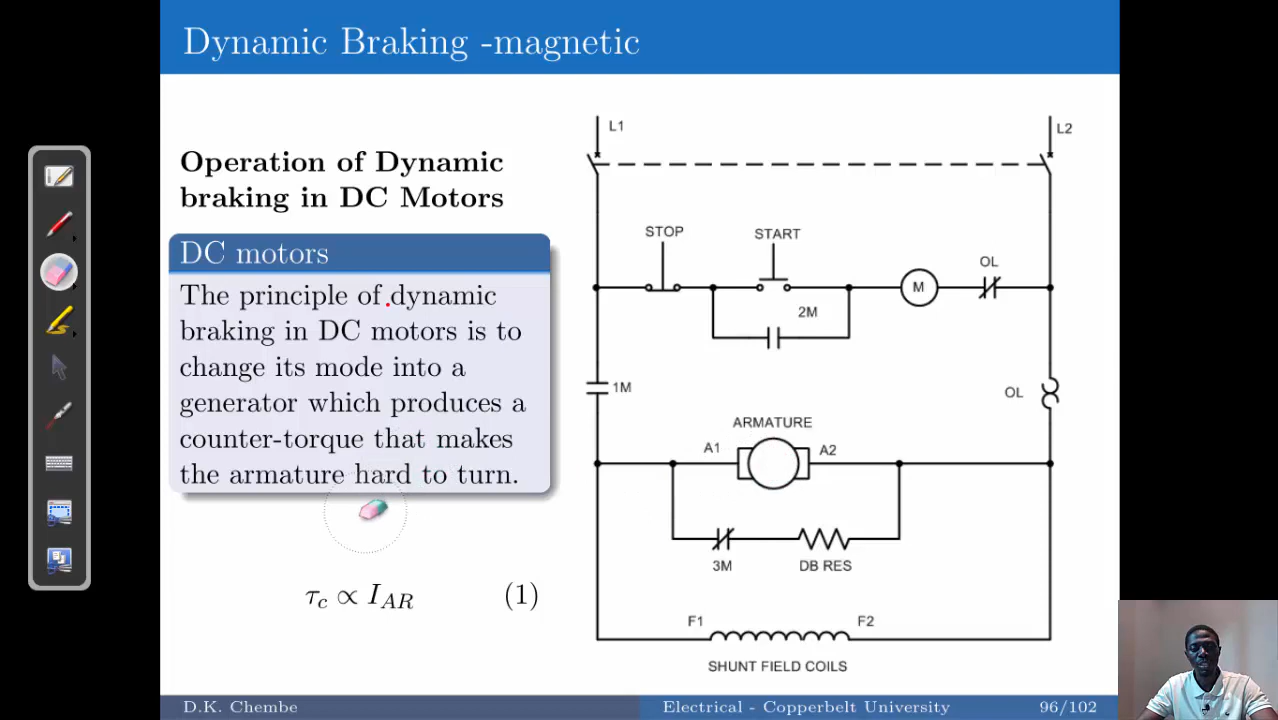 Dynamic Braking -magnetic
Operation of Dynamic
braking in DC Motors
DC motors
The principle of dynamic
braking in DC motors is to
change its mode into a
generator which produces a
counter-torque that makes
the armature hard to turn.
τc ∝ IAR (1)
L1
L2
STOP
START
OL
M
2M
1M
OL
ARMATURE
A1
A2
3M
DB RES
F1
F2
SHUNT FIELD COILS
D.K. Chembe
Electrical - Copperbelt University
96/102